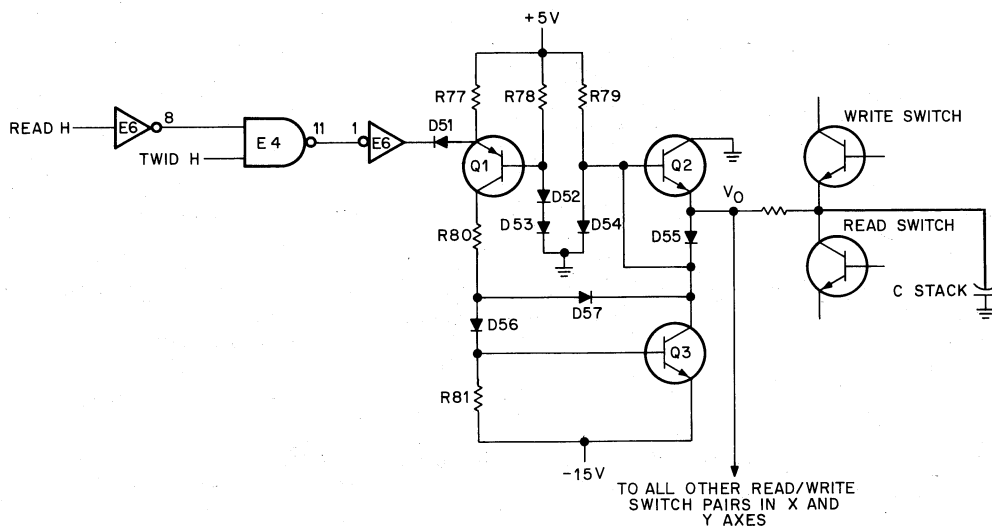 +5V
R77
R78
R79
WRITE SWITCH
READ H
E6
8
TWID H
E4
11
1
E6
D51
Q1
Q2
D52
D53
D54
V0
D55
READ SWITCH
R80
C STACK
D57
D56
Q3
R81
-15V
TO ALL OTHER READ/WRITE
SWITCH PAIRS IN X AND
Y AXES